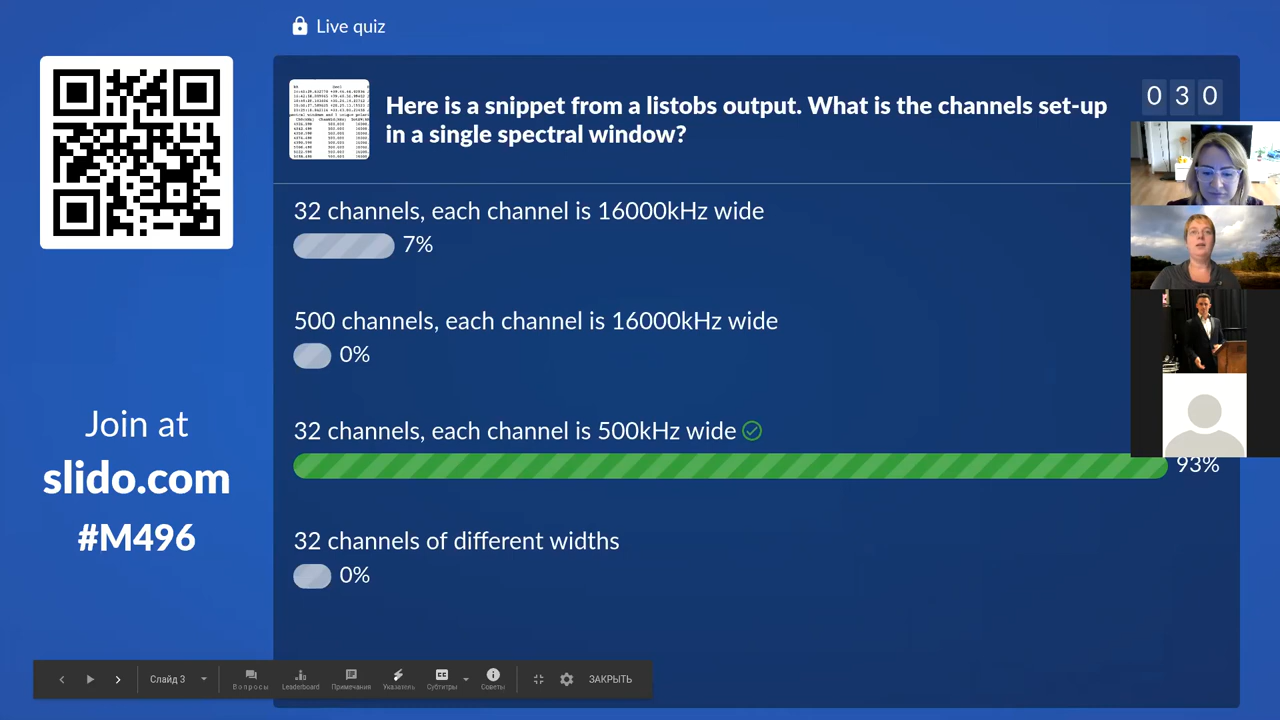 Live quiz
Here is a snippet from a listobs output. What is the channels set-up
in a single spectral window?
0 3 0
32 channels, each channel is 16000kHz wide
7%
500 channels, each channel is 16000kHz wide
0%
32 channels, each channel is 500kHz wide
93%
32 channels of different widths
0%
Join at
slido.com
#M496
Слайд 3
Вопросы
Leaderboard
Примечания
Указатель
Субтитры
Советы
ЗАКРЫТЬ